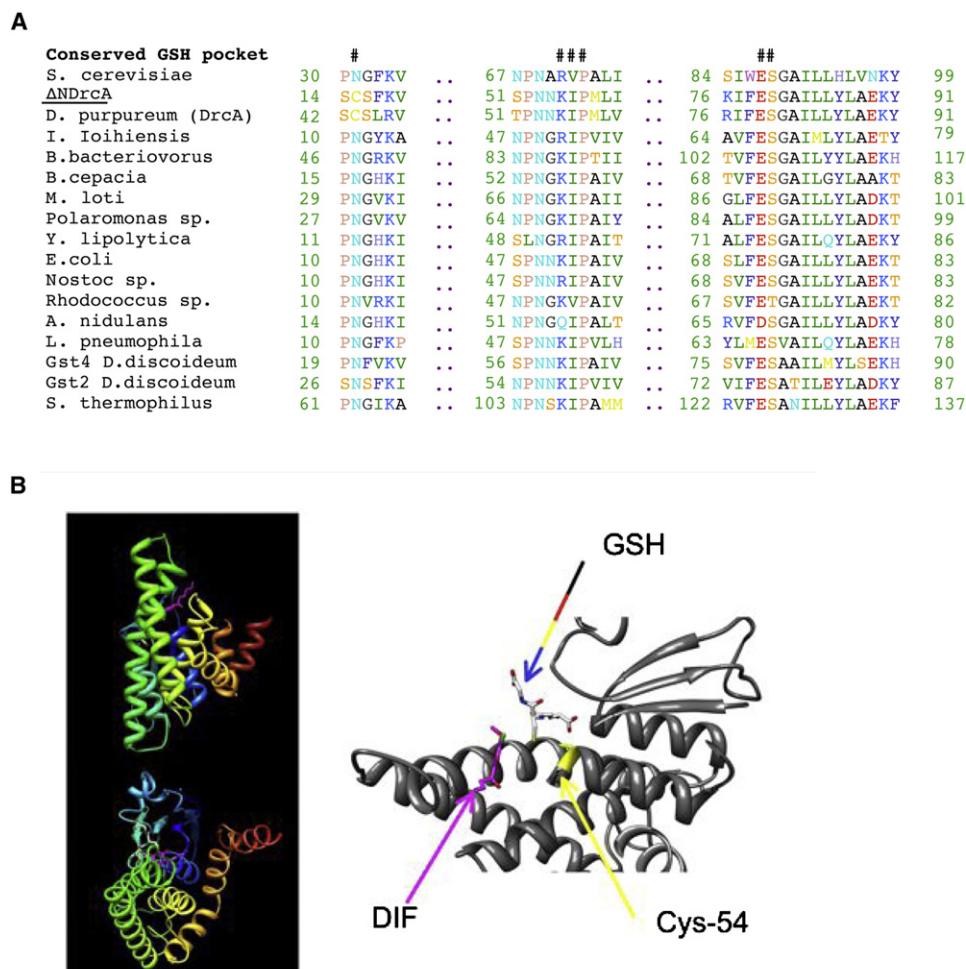 A
Conserved GSH pocket # ### ##
S. cerevisiae 30 PNGFKV .. 67 NPNARVPALI .. 84 SIWESGAILLHLVNKY 99
ΔNDrcA 14 SCSFKV .. 51 SPNNKIPMLI .. 76 KIFESGAILLYLAEKY 91
D. purpureum (DrcA) 42 SCSLRV .. 51 TPNNKIPMLV .. 76 RIFESGAILLYLAEKY 91
I. Ioihiensis 10 PNGYKA .. 47 NPNGRIPVIV .. 64 AVFESGAIMLYLAETY 79
B.bacteriovorus 46 PNGRKV .. 83 NPNGKIPTII .. 102 TVFESGAILLYLAEKH 117
B.cepacia 15 PNGHKI .. 52 NPNGKIPAIV .. 68 TVFESGAILGYLAAKT 83
M. loti 29 PNGVKI .. 66 NPNGKIPAII .. 86 GLFESGAILLYLADKT 101
Polaromonas sp. 27 PNGVKV .. 64 NPNGKIPAIY .. 84 ALFESGAILLYLADKT 99
Y. lipolytica 11 PNGHKI .. 48 SLNGRIPAIT .. 71 ALFESGAILQYLAEKY 86
E.coli 10 PNGHKI .. 47 NPNNKIPAIV .. 68 SLFESGAILLYLAEKT 83
Nostoc sp. 10 PNGRKI .. 47 NPNNRIPAIV .. 68 SVFESGAILLYLAEKT 83
Rhodococcus sp. 10 PNVRKI .. 47 NPNGKVPAIV .. 67 SVFETGAILLYLAEKT 82
A. nidulans 14 PNGHKI .. 51 NPNGQIPALT .. 65 RVFDSGAILLYLADKY 80
L. pneumophila 10 PNGFKP .. 47 NPNNKIPVLH .. 63 YLMESVAILQYLAEKH 78
Gst4 D.discoideum 19 PNFVKV .. 56 SPNNKIPAIV .. 75 SVFESAAILMYLSEKL 90
Gst2 D.discoideum 26 SNSFKI .. 54 NPNNKIPVIV .. 72 VIFESATILEYLADKY 87
S. thermophilus 61 PNGIKA .. 103 NPNSKIPAMM .. 122 RVFESANILLYLAEKF 137
B
GSH
DIF
Cys-54